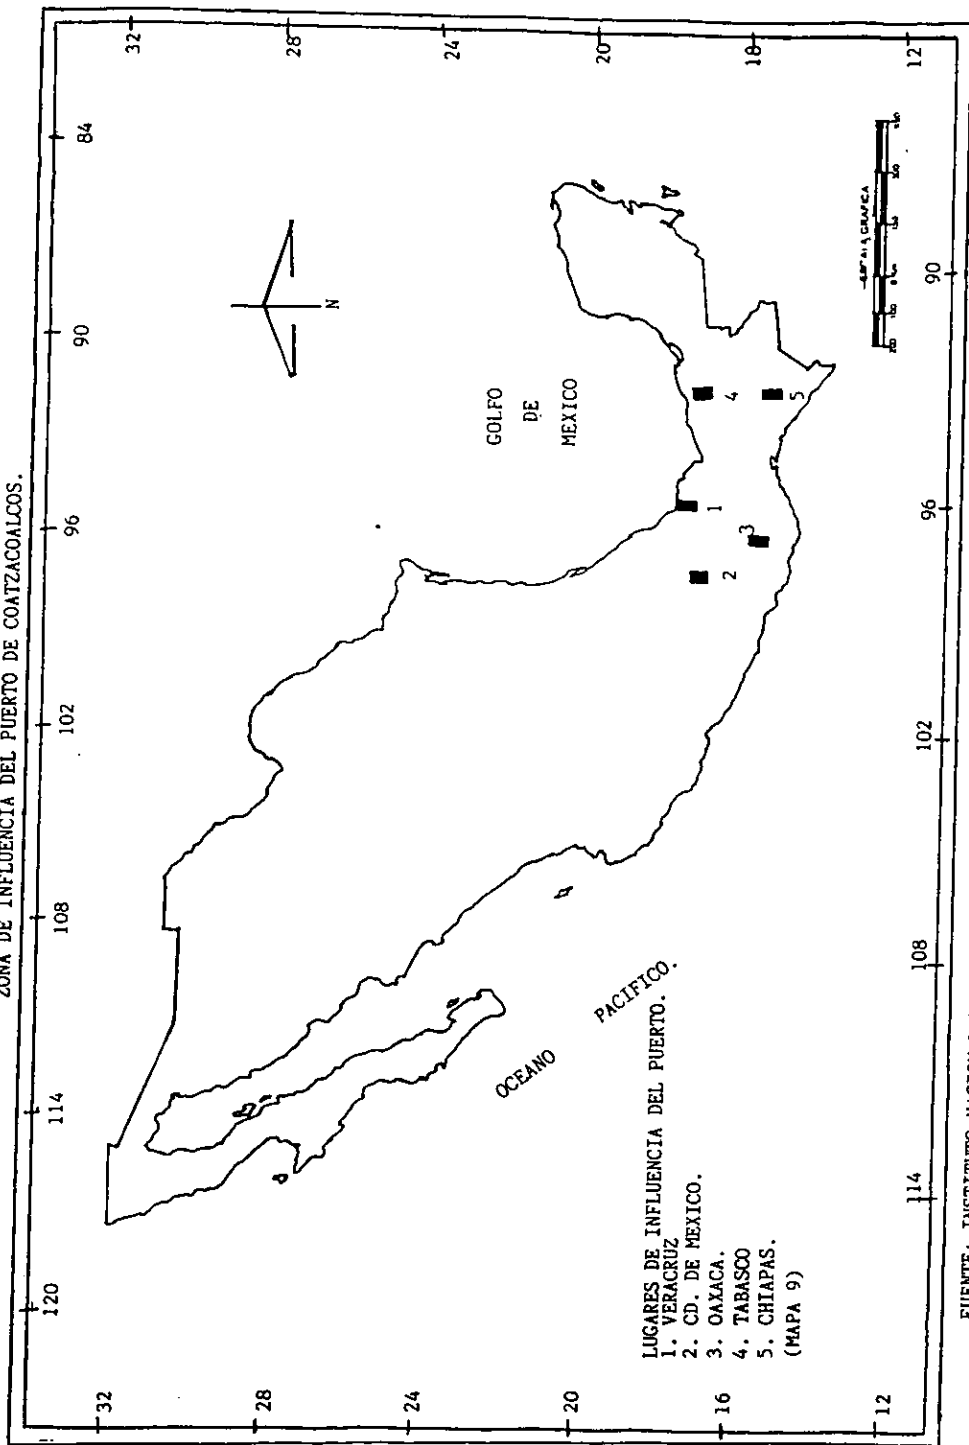 ZONA DE INFLUENCIA DEL PUERTO DE COATZACOALCOS.
120
114
108
102
96
90
84
32
28
24
20
16
12
32
28
24
20
18
12
114
108
102
96
90
N
GOLFO
DE
MEXICO
OCEANO PACIFICO.
1
2
3
4
5
GRAFICA
LUGARES DE INFLUENCIA DEL PUERTO.
1. VERACRUZ
2. CD. DE MEXICO.
3. OAXACA.
4. TABASCO
5. CHIAPAS.
(MAPA 9)
FUENTE: INSTITUTO